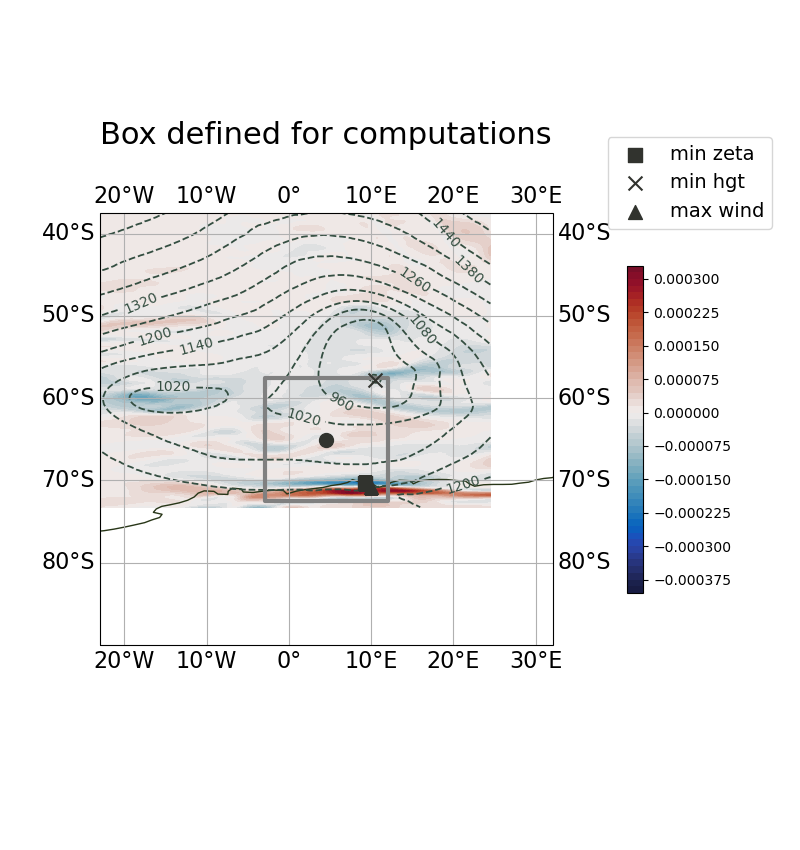 Box defined for computations
min zeta
min hgt
max wind
20°W 10°W 0° 10°E 20°E 30°E
40°S 40°S
50°S 50°S
60°S 60°S
70°S 70°S
80°S 80°S
20°W 10°W 0° 10°E 20°E 30°E
1440
1380
1260
1320
1080
1200
1140
1020
960
1020
1200
0.000300
0.000225
0.000150
0.000075
0.000000
−0.000075
−0.000150
−0.000225
−0.000300
−0.000375